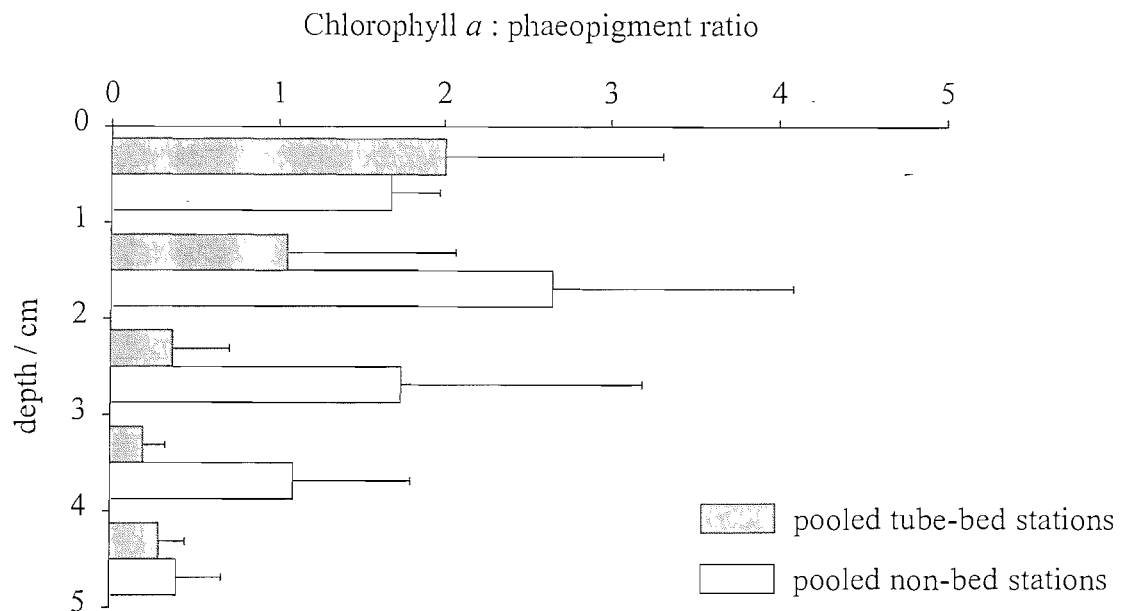 Chlorophyll a : phaeopigment ratio
0 1 2 3 4 5
0
1
2
3
4
5
depth / cm
pooled tube-bed stations
pooled non-bed stations